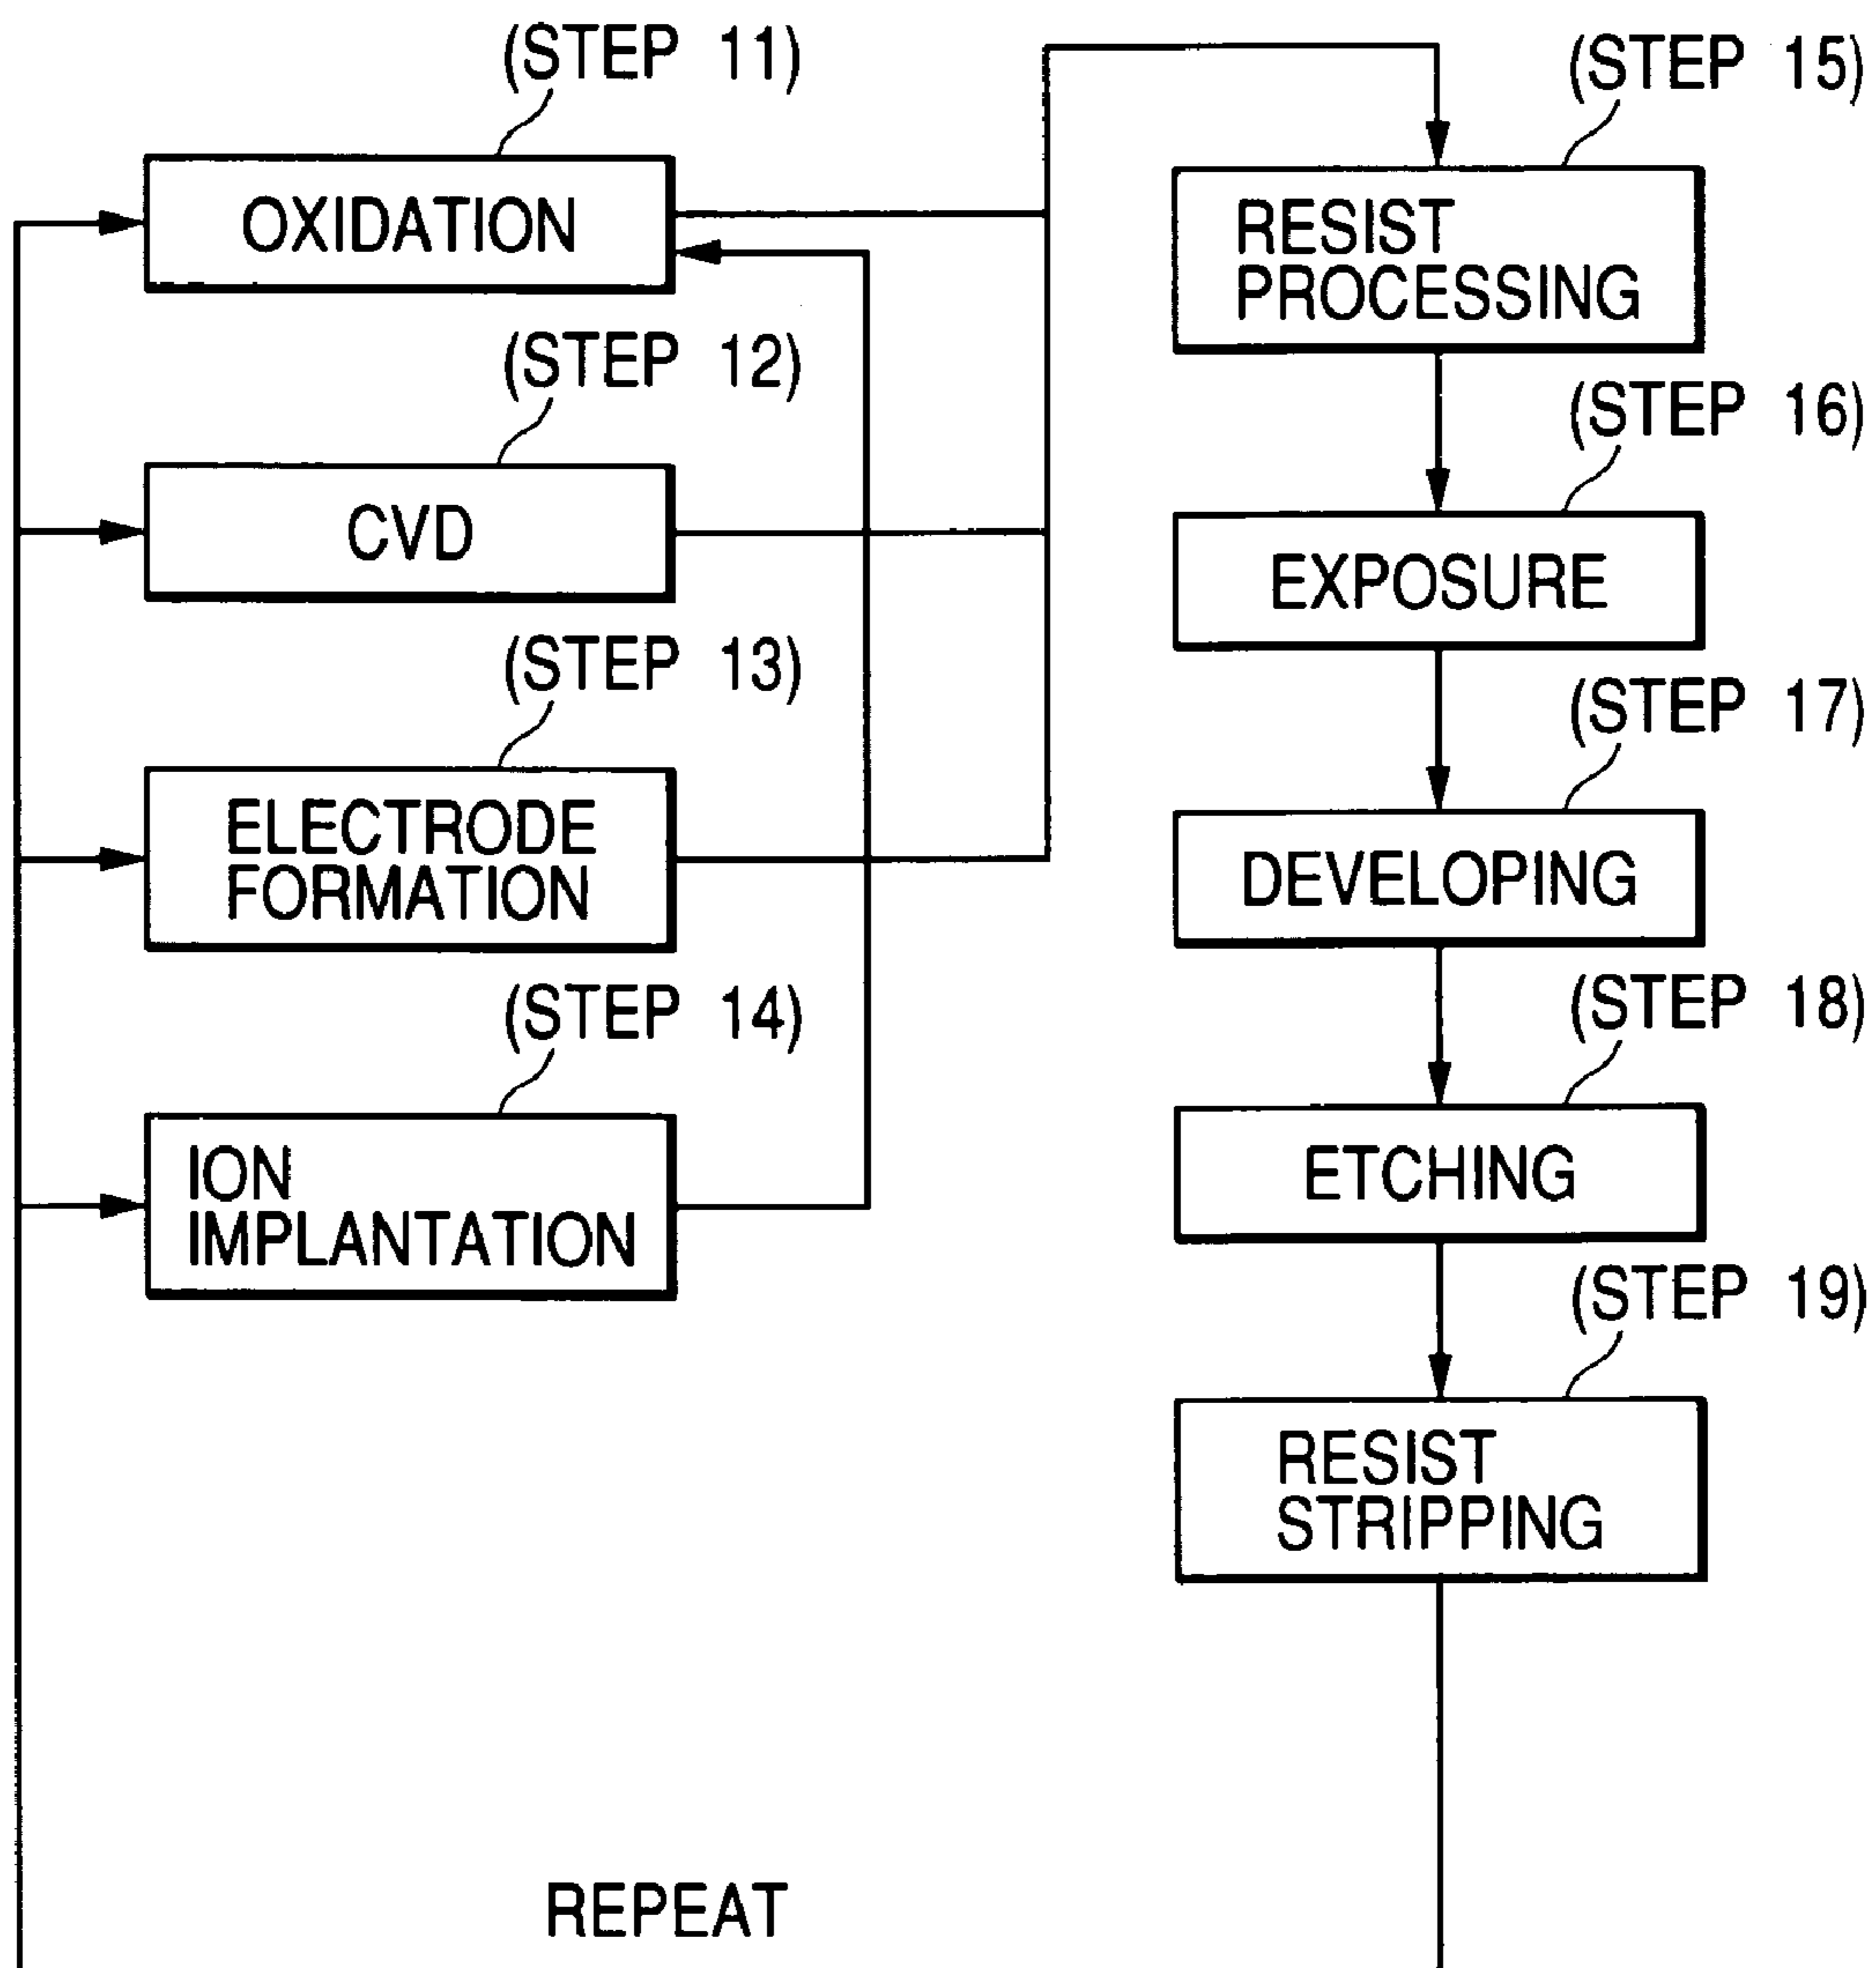 (STEP 11)
OXIDATION
(STEP 12)
CVD
(STEP 13)
ELECTRODE
FORMATION
(STEP 14)
ION
IMPLANTATION
(STEP 15)
RESIST
PROCESSING
(STEP 16)
EXPOSURE
(STEP 17)
DEVELOPING
(STEP 18)
ETCHING
(STEP 19)
RESIST
STRIPPING
REPEAT